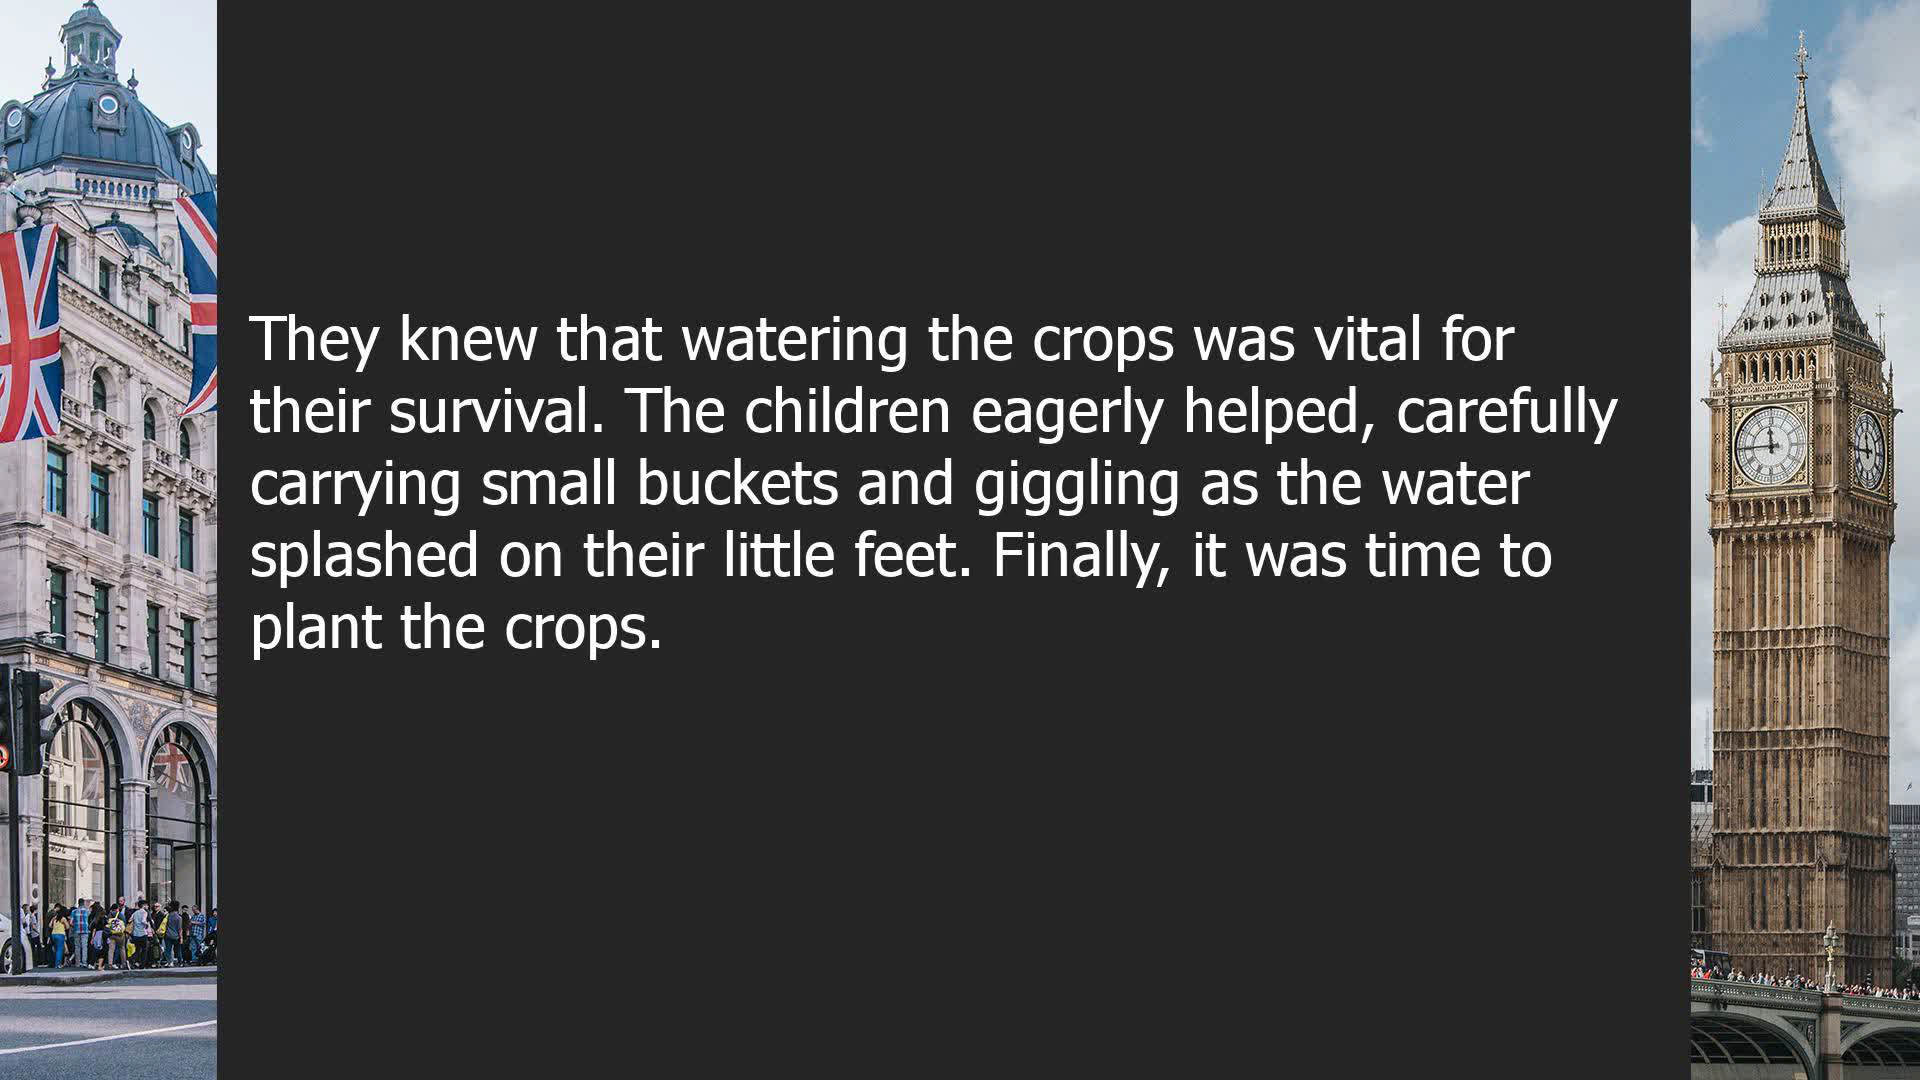 They knew that watering the crops was vital for
their survival. The children eagerly helped, carefully
carrying small buckets and giggling as the water
splashed on their little feet. Finally, it was time to
plant the crops.